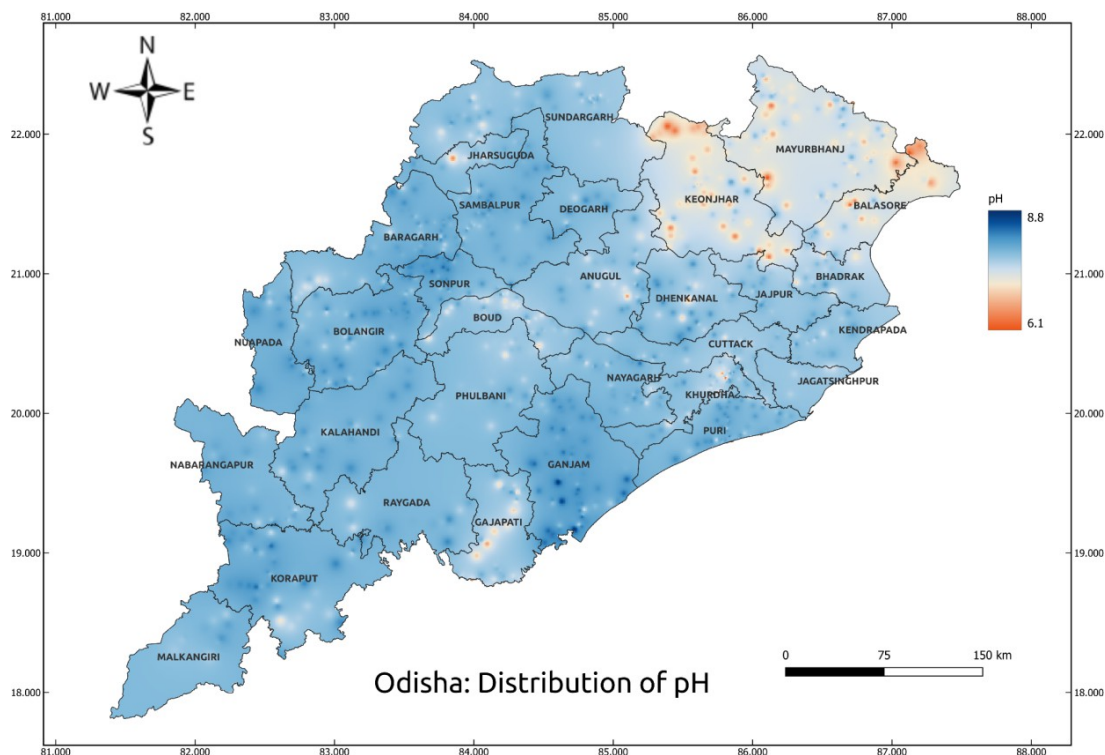 81.000 82.000 83.000 84.000 85.000 86.000 87.000 88.000
N
W E
S
22.000 22.000
SUNDARGARH
MAYURBHANJ
JHARSUGUDA
KEONJHAR
SAMBALPUR
DEOGARH
BALASORE
pH
8.8
6.1
BARAGARH
21.000 21.000
ANUGUL
BHADRAK
SONPUR
DHENKANAL
JAJPUR
BOUD
BOLANGIR
KENDRAPADA
NUAPADA
CUTTACK
NAYAGARH
JAGATSINGHPUR
PHULBANI
KHURDHA
20.000 20.000
KALAHANDI
PURI
NABARANGAPUR
GANJAM
RAYGADA
GAJAPATI
19.000 19.000
KORAPUT
MALKANGIRI
0 75 150 km
Odisha: Distribution of pH
18.000 18.000
81.000 82.000 83.000 84.000 85.000 86.000 87.000 88.000